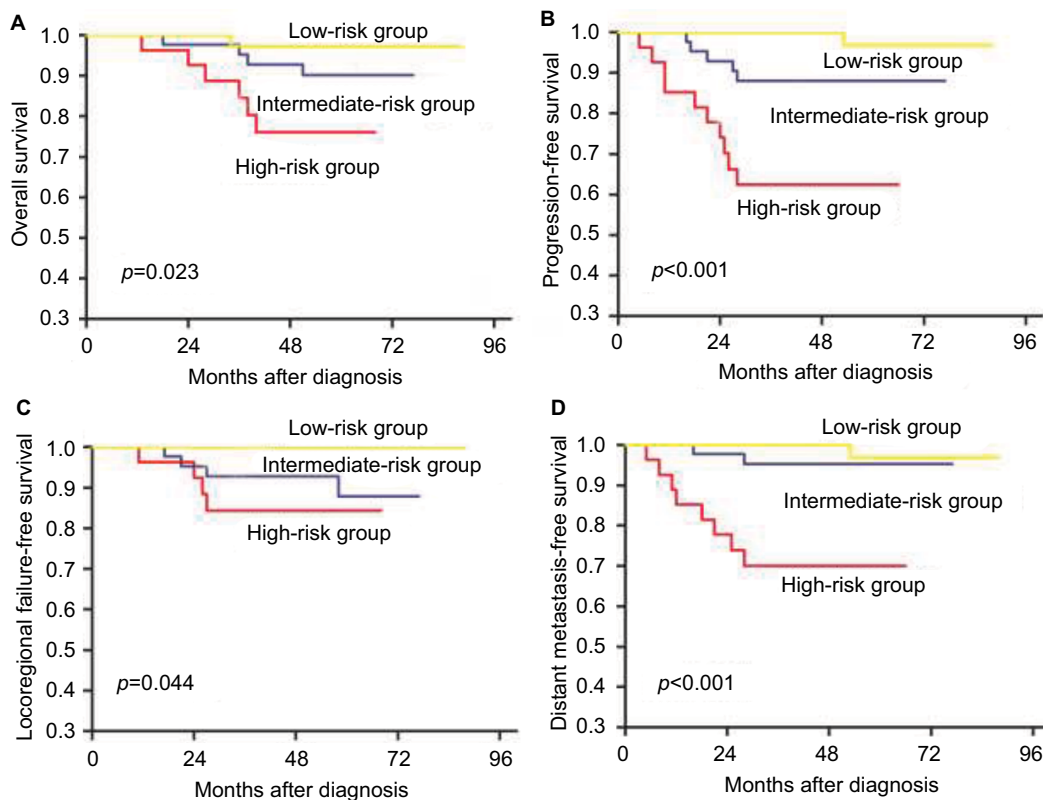 A
Overall survival
1.0
0.9
0.8
0.7
0.6
0.5
0.4
0.3
Low-risk group
Intermediate-risk group
High-risk group
p=0.023
0 24 48 72 96
Months after diagnosis
B
Progression-free survival
1.0
0.9
0.8
0.7
0.6
0.5
0.4
0.3
Low-risk group
Intermediate-risk group
High-risk group
p<0.001
0 24 48 72 96
Months after diagnosis
C
Locoregional failure-free survival
1.0
0.9
0.8
0.7
0.6
0.5
0.4
0.3
Low-risk group
Intermediate-risk group
High-risk group
p=0.044
0 24 48 72 96
Months after diagnosis
D
Distant metastasis-free survival
1.0
0.9
0.8
0.7
0.6
0.5
0.4
0.3
Low-risk group
Intermediate-risk group
High-risk group
p<0.001
0 24 48 72 96
Months after diagnosis